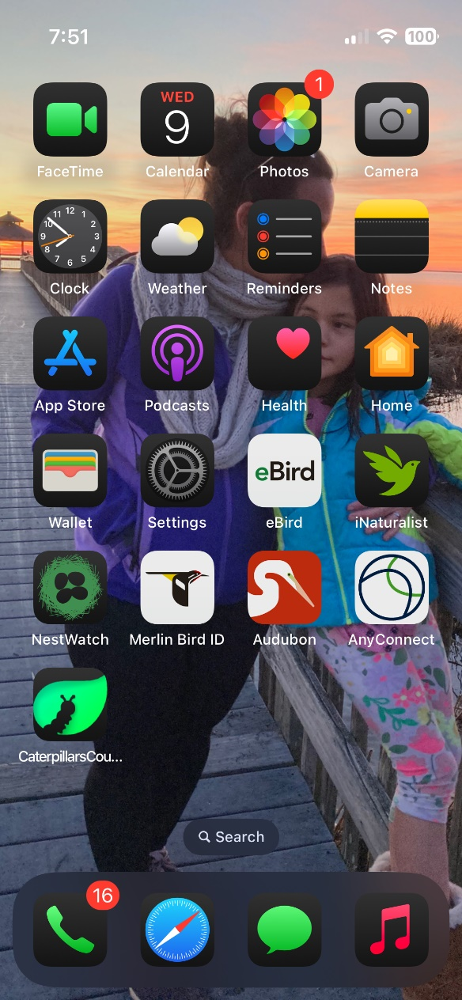 7:51
100
1
WED
9
FaceTime
Calendar
Photos
Camera
12
11
1
10
2
9
3
8
4
7
5
6
Clock
Weather
Reminders
Notes
App Store
Podcasts
Health
Home
eBird
Wallet
Settings
eBird
iNaturalist
NestWatch
Merlin Bird ID
Audubon
AnyConnect
CaterpillarsCou...
Search
16